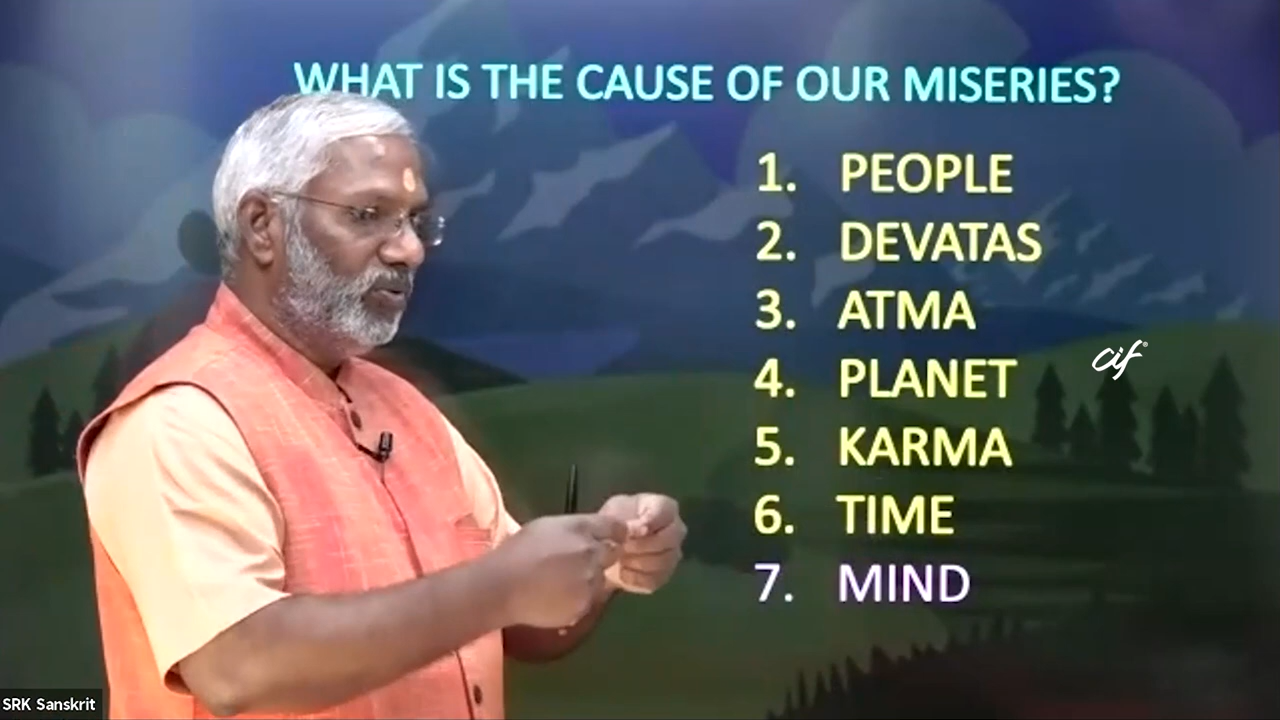 WHAT IS THE CAUSE OF OUR MISERIES?
1. PEOPLE
2. DEVATAS
3. ATMA
4. PLANET
cif
5. KARMA
6. TIME
7. MIND
SRK Sanskrit